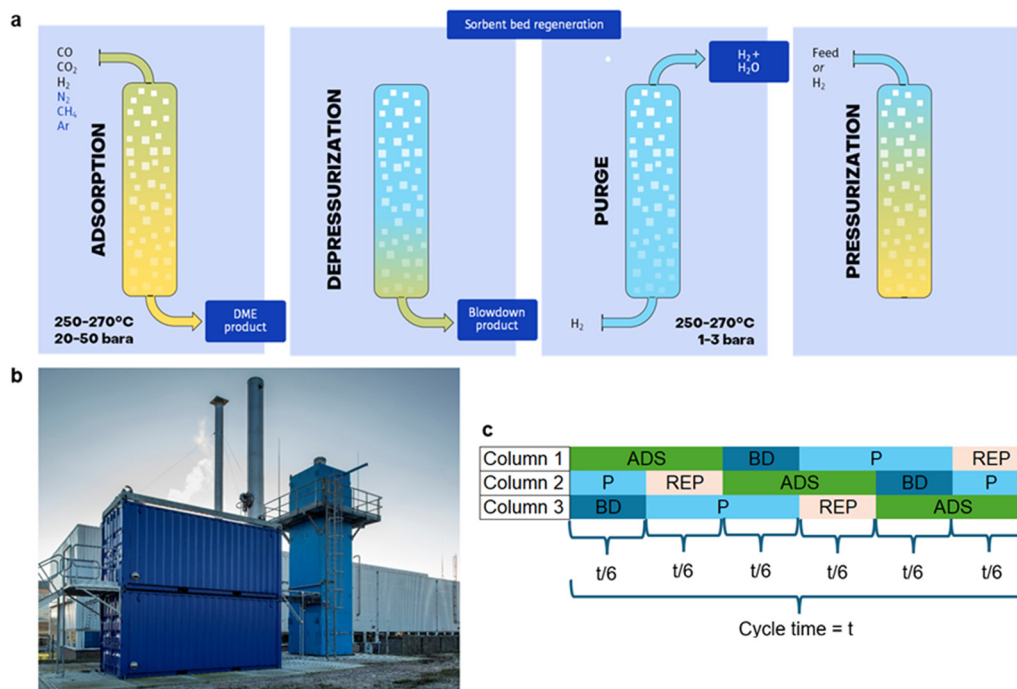 a
Sorbent bed regeneration
CO
CO₂
H₂
N₂
CH₄
Ar
ADSORPTION
250-270°C
20-50 bara
DME
product
DEPRESSURIZATION
Blowdown
product
PURGE
H₂
H₂ +
H₂O
250-270°C
1-3 bara
Feed
or
H₂
PRESSURIZATION
b
c
Column 1 ADS BD P REP
Column 2 P REP ADS BD P
Column 3 BD P REP ADS
t/6 t/6 t/6 t/6 t/6 t/6
Cycle time = t